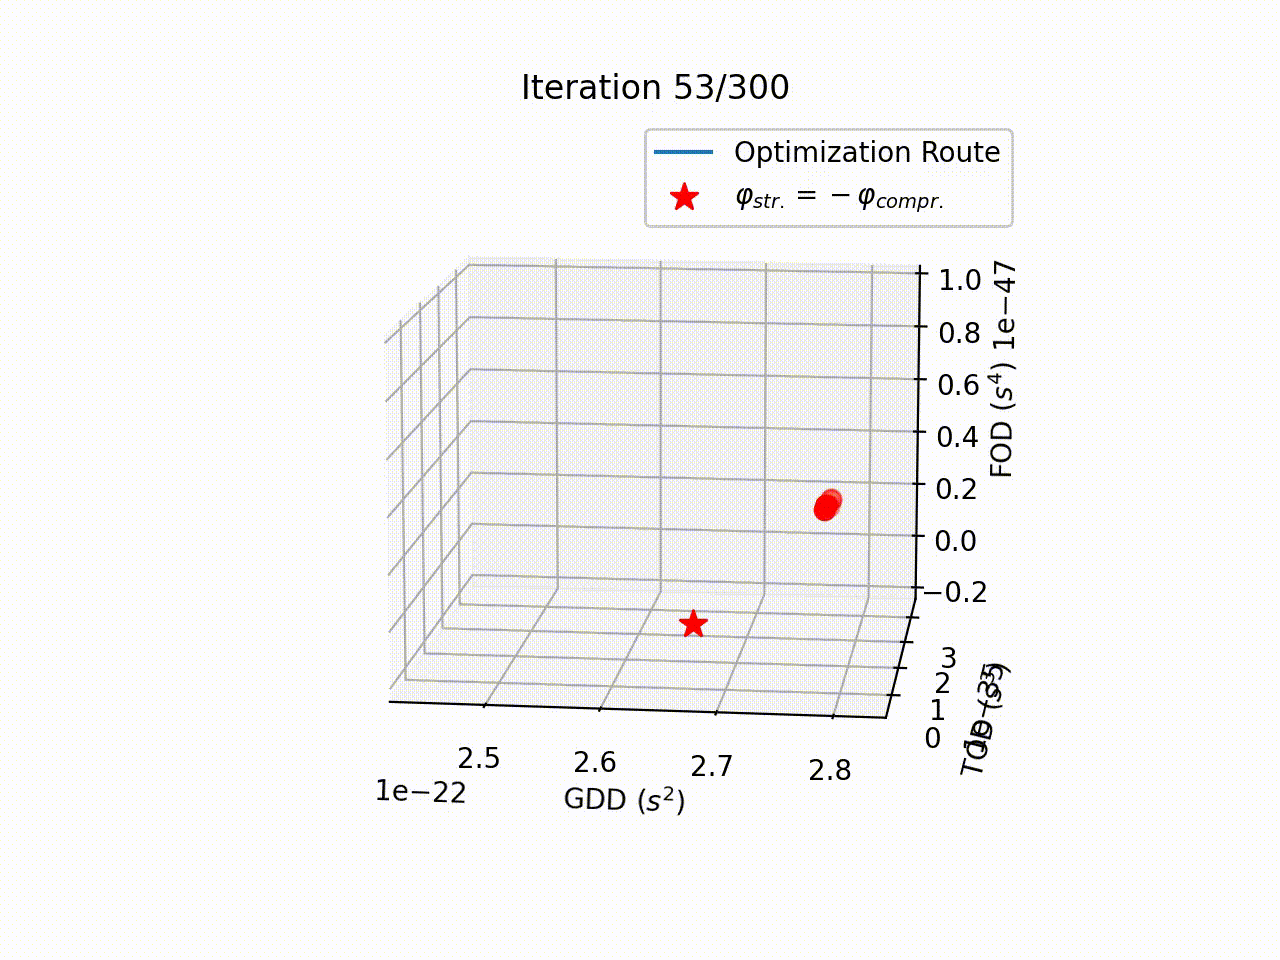 Iteration 53/300
Optimization Route
φstr. = −φcompr.
1.0
0.8
0.6
0.4
0.2
0.0
−0.2
FOD (s⁴) 1e−47
3
2
1
0
TOD (s³)
2.5
2.6
2.7
2.8
1e−22
GDD (s²)